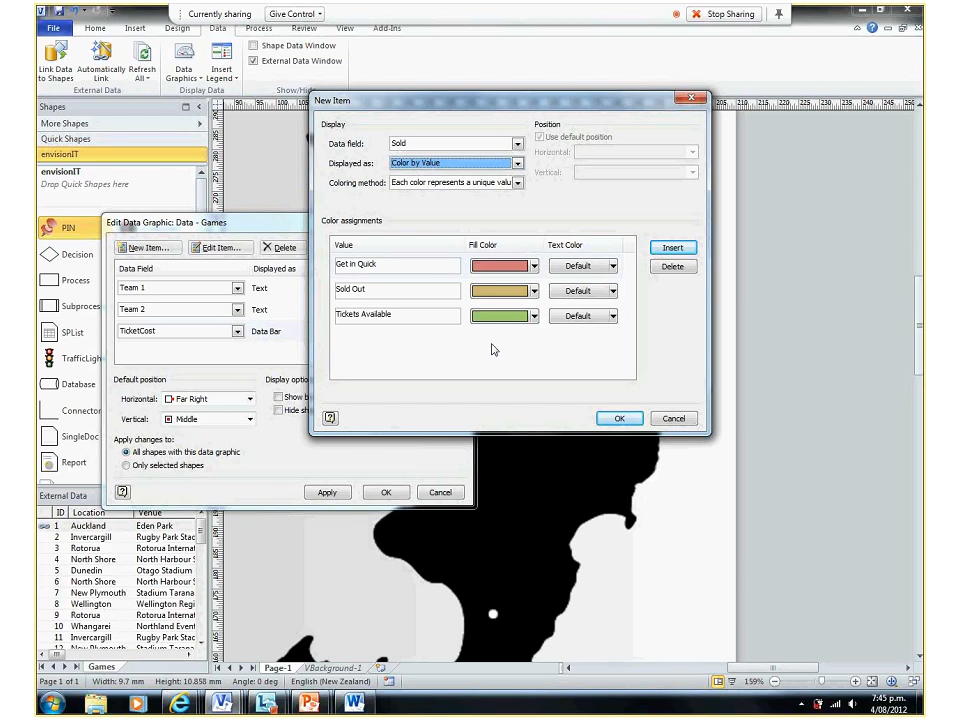 Currently sharing Give Control Stop Sharing
File Home Insert Design Data Process Review View Add-Ins
Link Data to Shapes
Automatically Link
Refresh All
Data Graphics
Insert Legend
Shape Data Window
External Data Window
External Data Display Data Show/Hide
Shapes
More Shapes
Quick Shapes
envisionIT
envisionIT
Drop Quick Shapes here
PIN
Decision
Process
Subproces
SPList
TrafficLigh
Database
Connector
SingleDoc
Report
Edit Data Graphic: Data - Games
New Item... Edit Item... Delete
Data Field Displayed as
Team 1 Text
Team 2 Text
TicketCost Data Bar
Default position Display optio
Horizontal: Far Right Show b
Vertical: Middle Hide sh
Apply changes to:
All shapes with this data graphic
Only selected shapes
Apply OK Cancel
New Item
Display Position
Data field: Sold Use default position
Displayed as: Color by Value Horizontal:
Coloring method: Each color represents a unique valu Vertical:
Color assignments
Value Fill Color Text Color Insert
Get in Quick Default Delete
Sold Out Default
Tickets Available Default
OK Cancel
External Data
ID Location Venue
1 Auckland Eden Park
2 Invercargill Rugby Park Stac
3 Rotorua Rotorua Internat
4 North Shore North Harbour S
5 Dunedin Otago Stadium
6 North Shore North Harbour S
7 New Plymouth Stadium Tarana
8 Wellington Wellington Regi
9 Rotorua Rotorua Internat
10 Whangarei Northland Event
11 Invercargill Rugby Park Stac
12 New Plymouth Stadium Tarana
Games Page-1 VBackground-1
Page 1 of 1 Width: 9.7 mm Height: 10.858 mm Angle: 0 deg English (New Zealand) 159%
7:45 p.m.
4/08/2012